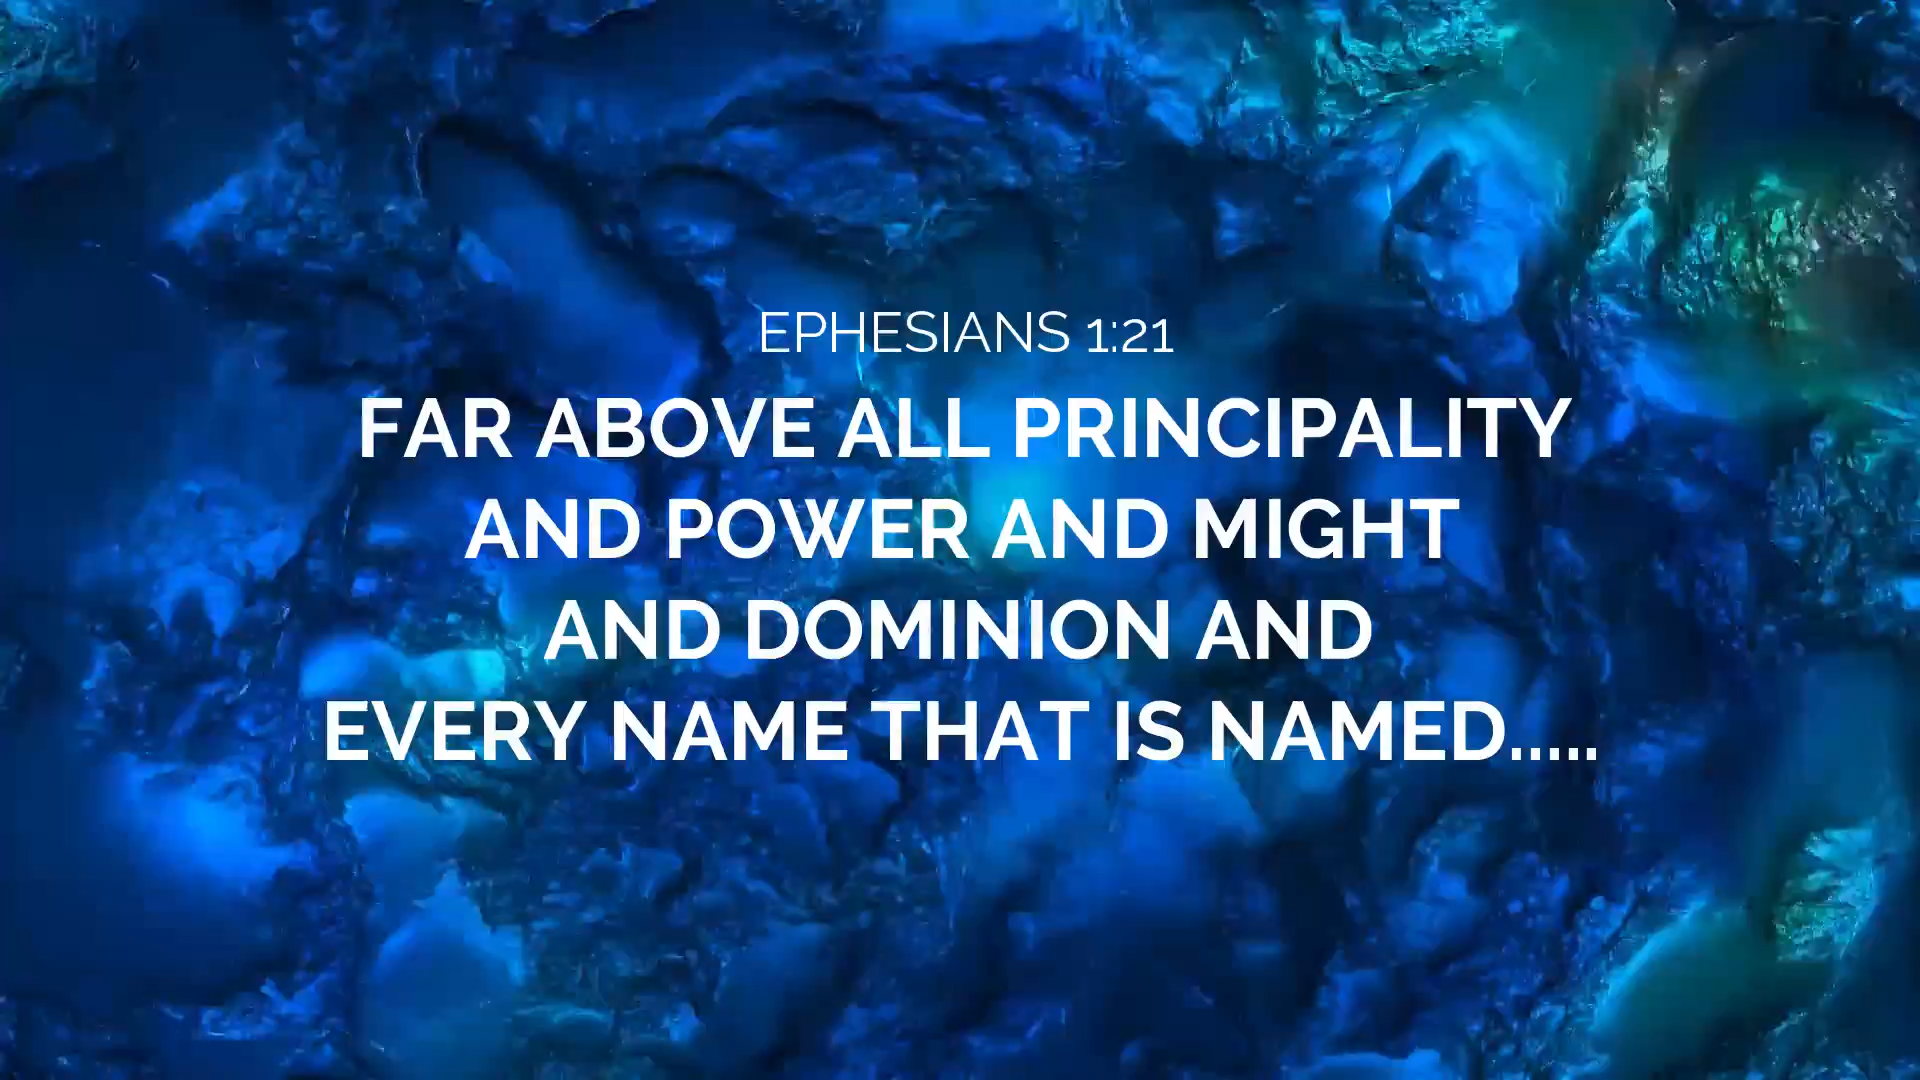 EPHESIANS 1:21
FAR ABOVE ALL PRINCIPALITY
AND POWER AND MIGHT
AND DOMINION AND
EVERY NAME THAT IS NAMED.....